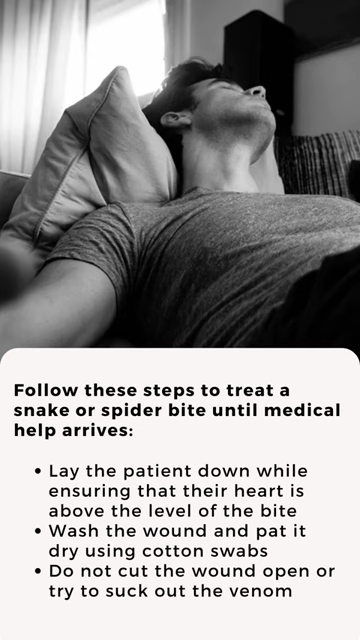 Follow these steps to treat a
snake or spider bite until medical
help arrives:
• Lay the patient down while
ensuring that their heart is
above the level of the bite
• Wash the wound and pat it
dry using cotton swabs
• Do not cut the wound open or
try to suck out the venom